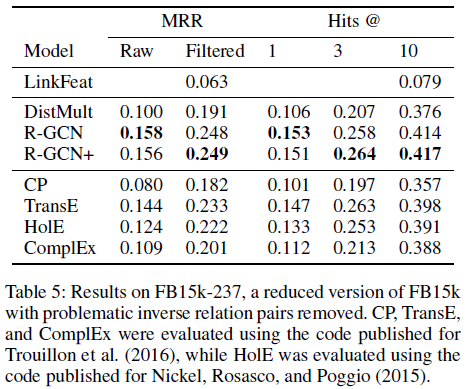 MRR Hits @
Model Raw Filtered 1 3 10
LinkFeat 0.063 0.079
DistMult 0.100 0.191 0.106 0.207 0.376
R-GCN 0.158 0.248 0.153 0.258 0.414
R-GCN+ 0.156 0.249 0.151 0.264 0.417
CP 0.080 0.182 0.101 0.197 0.357
TransE 0.144 0.233 0.147 0.263 0.398
HolE 0.124 0.222 0.133 0.253 0.391
ComplEx 0.109 0.201 0.112 0.213 0.388
Table 5: Results on FB15k-237, a reduced version of FB15k
with problematic inverse relation pairs removed. CP, TransE,
and ComplEx were evaluated using the code published for
Trouillon et al. (2016), while HolE was evaluated using the
code published for Nickel, Rosasco, and Poggio (2015).